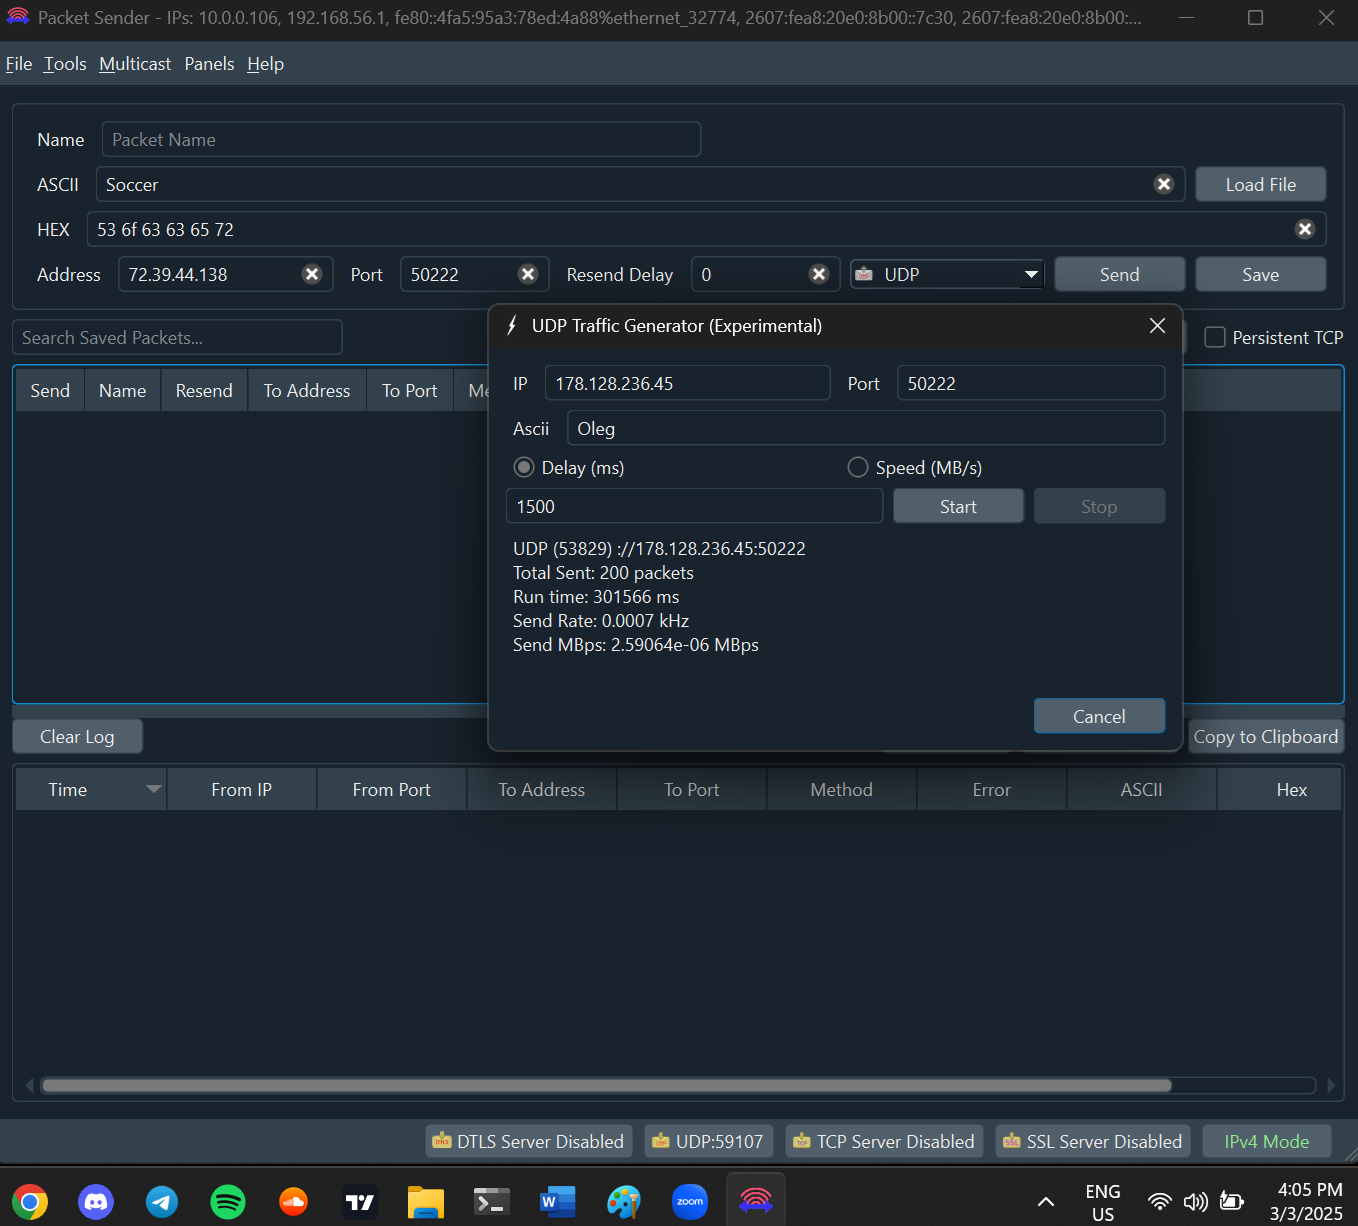 Packet Sender - IPs: 10.0.0.106, 192.168.56.1, fe80::4fa5:95a3:78ed:4a88%ethernet_32774, 2607:fea8:20e0:8b00::7c30, 2607:fea8:20e0:8b00:...
File Tools Multicast Panels Help
Name Packet Name
ASCII Soccer Load File
HEX 53 6f 63 63 65 72
Address 72.39.44.138 Port 50222 Resend Delay 0 UDP Send Save
Search Saved Packets... Persistent TCP
Send Name Resend To Address To Port Me
UDP Traffic Generator (Experimental)
IP 178.128.236.45 Port 50222
Ascii Oleg
Delay (ms) Speed (MB/s)
1500 Start Stop
UDP (53829) ://178.128.236.45:50222
Total Sent: 200 packets
Run time: 301566 ms
Send Rate: 0.0007 kHz
Send MBps: 2.59064e-06 MBps
Cancel
Clear Log Copy to Clipboard
Time From IP From Port To Address To Port Method Error ASCII Hex
DTLS Server Disabled UDP:59107 TCP Server Disabled SSL Server Disabled IPv4 Mode
zoom
ENG
US
4:05 PM
3/3/2025